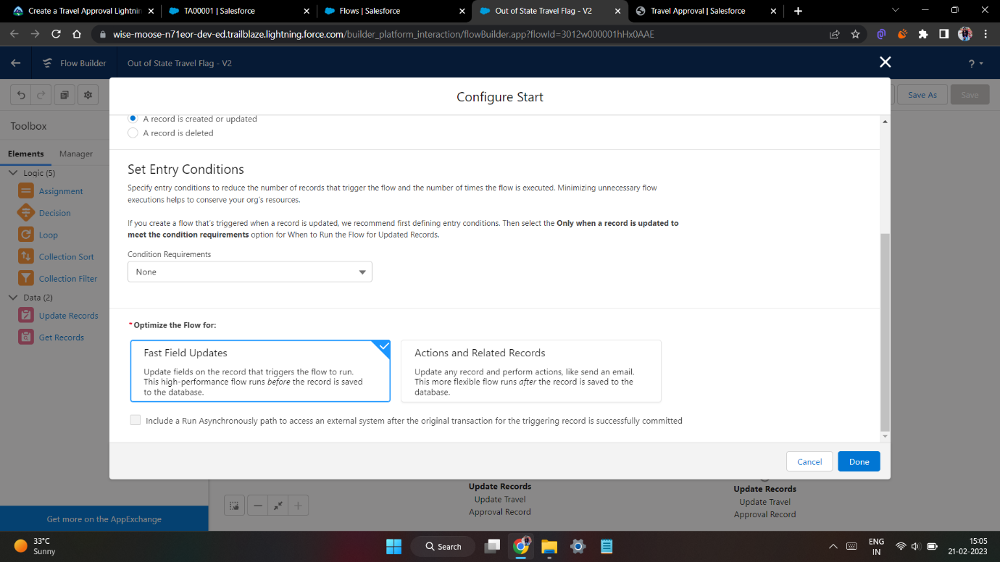 Create a Travel Approval Lightnin
TA00001 | Salesforce
Flows | Salesforce
Out of State Travel Flag - V2
Travel Approval | Salesforce
wise-moose-n71eor-dev-ed.trailblaze.lightning.force.com/builder_platform_interaction/flowBuilder.app?flowId=3012w000001hHx0AAE
Flow Builder
Out of State Travel Flag - V2
?
Save As
Save
Toolbox
Elements
Manager
Logic (5)
Assignment
Decision
Loop
Collection Sort
Collection Filter
Data (2)
Update Records
Get Records
Get more on the AppExchange
Configure Start
A record is created or updated
A record is deleted
Set Entry Conditions
Specify entry conditions to reduce the number of records that trigger the flow and the number of times the flow is executed. Minimizing unnecessary flow
executions helps to conserve your org's resources.
If you create a flow that's triggered when a record is updated, we recommend first defining entry conditions. Then select the Only when a record is updated to
meet the condition requirements option for When to Run the Flow for Updated Records.
Condition Requirements
None
*Optimize the Flow for:
Fast Field Updates
Update fields on the record that triggers the flow to run.
This high-performance flow runs before the record is saved
to the database.
Actions and Related Records
Update any record and perform actions, like send an email.
This more flexible flow runs after the record is saved to the
database.
Include a Run Asynchronously path to access an external system after the original transaction for the triggering record is successfully committed
Cancel
Done
Update Records
Update Travel
Approval Record
Update Records
Update Travel
Approval Record
33°C
Sunny
Search
ENG
IN
15:05
21-02-2023